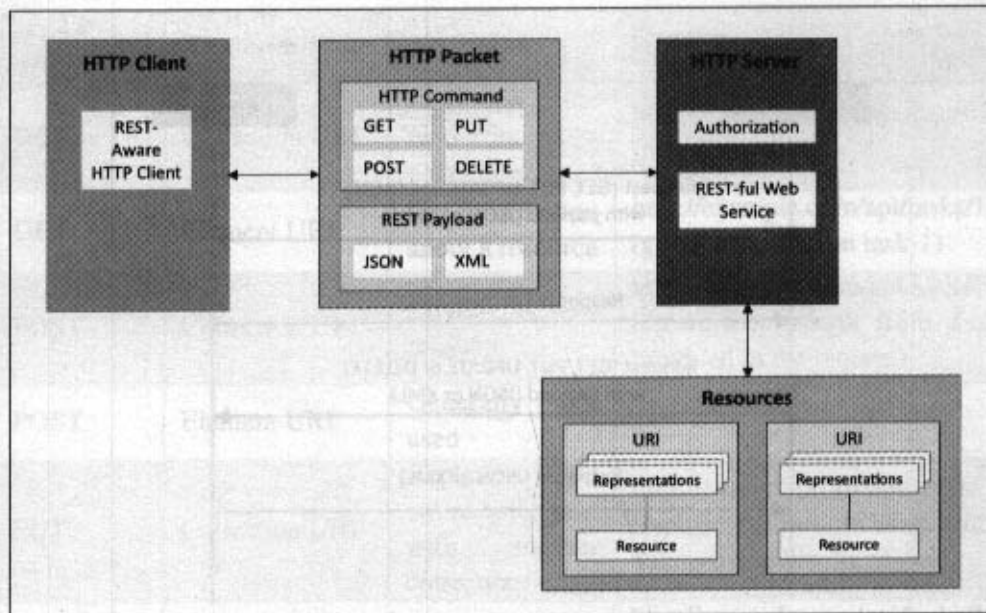 HTTP Client
REST-
Aware
HTTP Client
HTTP Packet
HTTP Command
GET
PUT
POST
DELETE
REST Payload
JSON
XML
HTTP Server
Authorization
REST-ful Web
Service
Resources
URI
Representations
Resource
URI
Representations
Resource